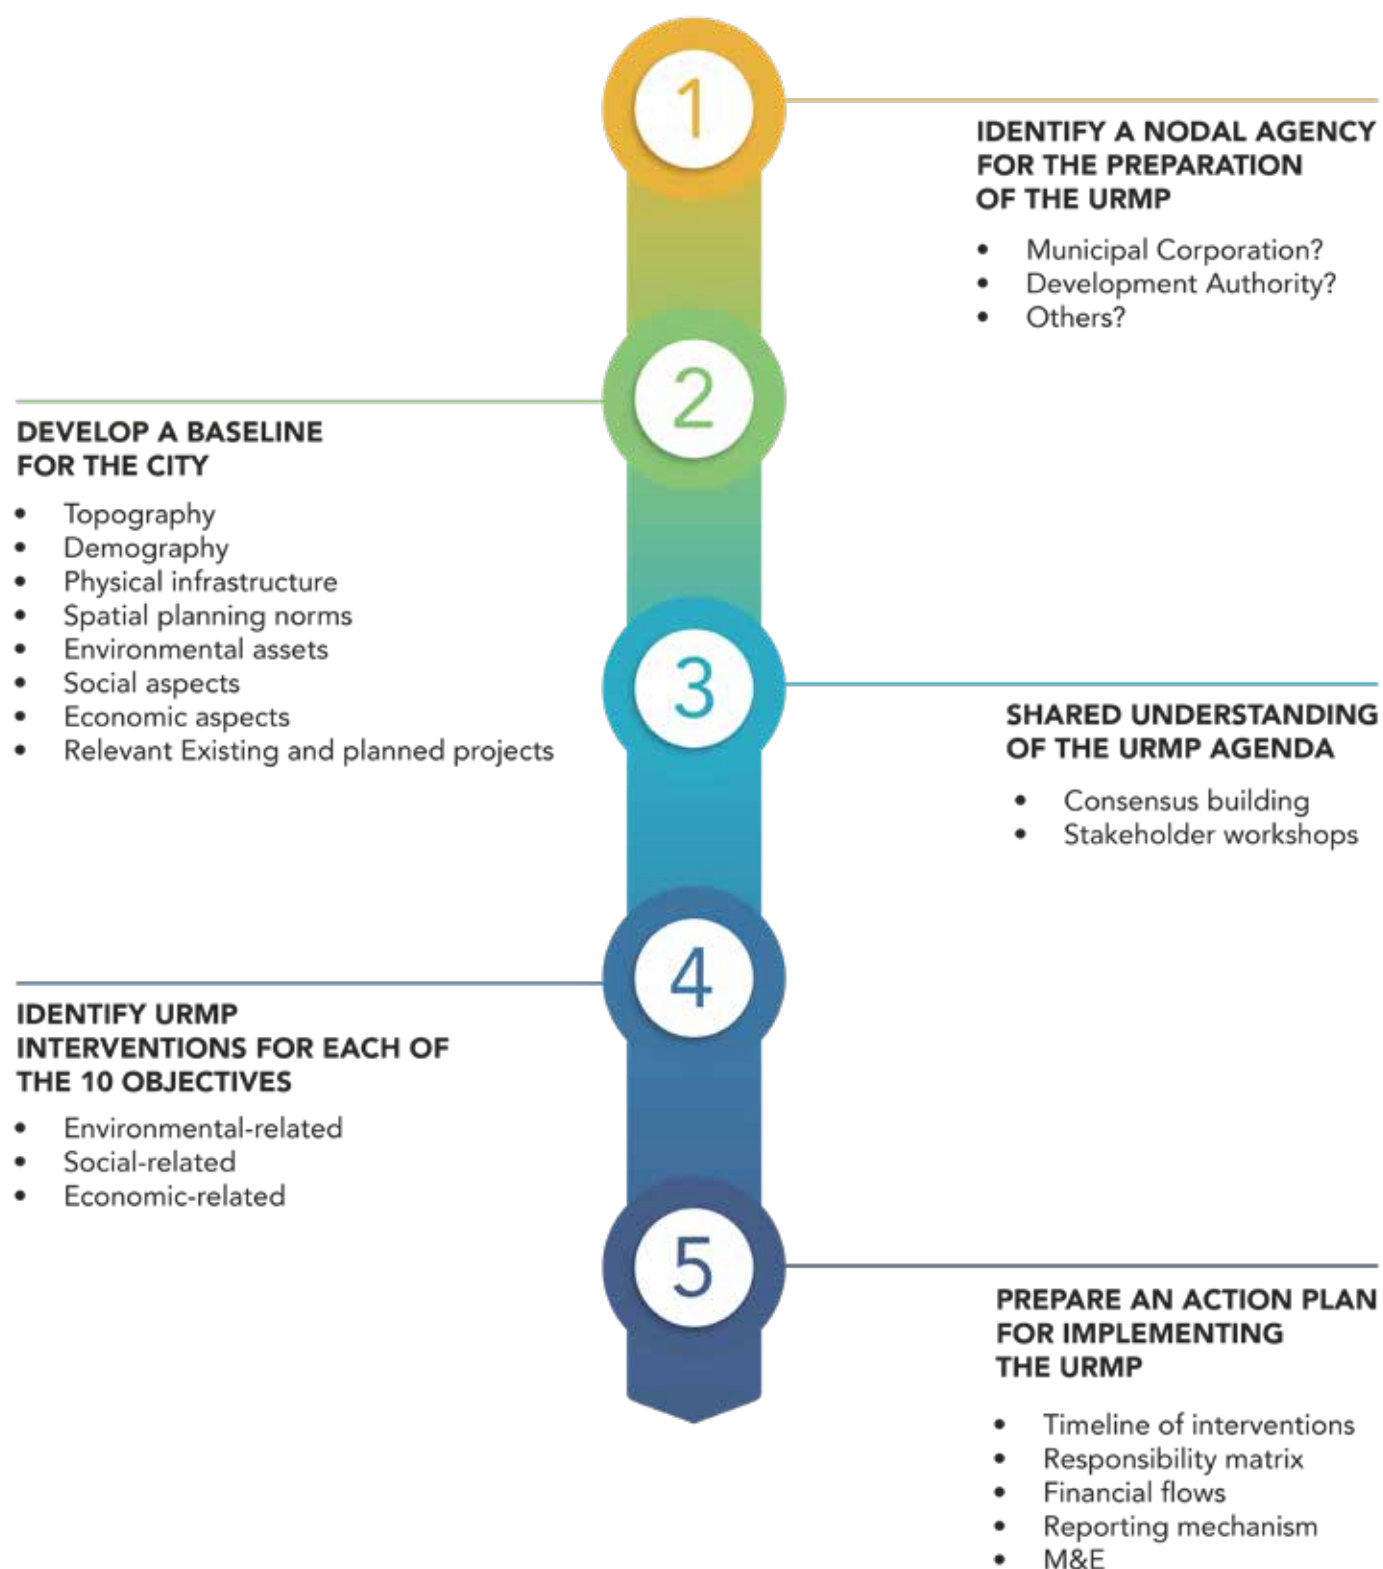 1
IDENTIFY A NODAL AGENCY
FOR THE PREPARATION
OF THE URMP
• Municipal Corporation?
• Development Authority?
• Others?
2
DEVELOP A BASELINE
FOR THE CITY
• Topography
• Demography
• Physical infrastructure
• Spatial planning norms
• Environmental assets
• Social aspects
• Economic aspects
• Relevant Existing and planned projects
3
SHARED UNDERSTANDING
OF THE URMP AGENDA
• Consensus building
• Stakeholder workshops
4
IDENTIFY URMP
INTERVENTIONS FOR EACH OF
THE 10 OBJECTIVES
• Environmental-related
• Social-related
• Economic-related
5
PREPARE AN ACTION PLAN
FOR IMPLEMENTING
THE URMP
• Timeline of interventions
• Responsibility matrix
• Financial flows
• Reporting mechanism
• M&E